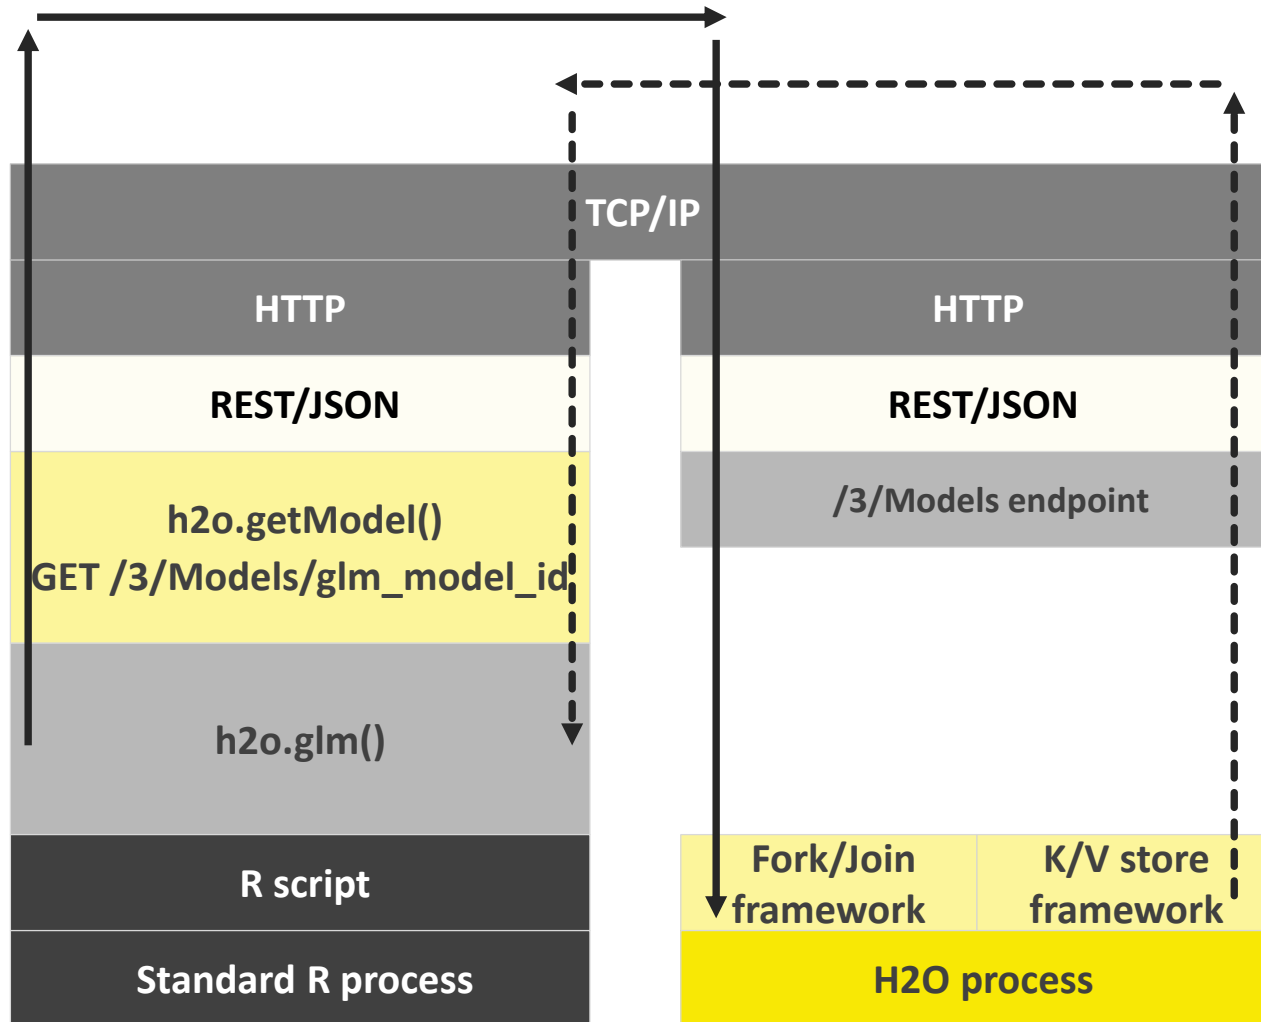 TCP/IP
HTTP
HTTP
REST/JSON
REST/JSON
h2o.getModel()
GET /3/Models/glm_model_id
/3/Models endpoint
h2o.glm()
R script
Fork/Join
framework
K/V store
framework
Standard R process
H2O process